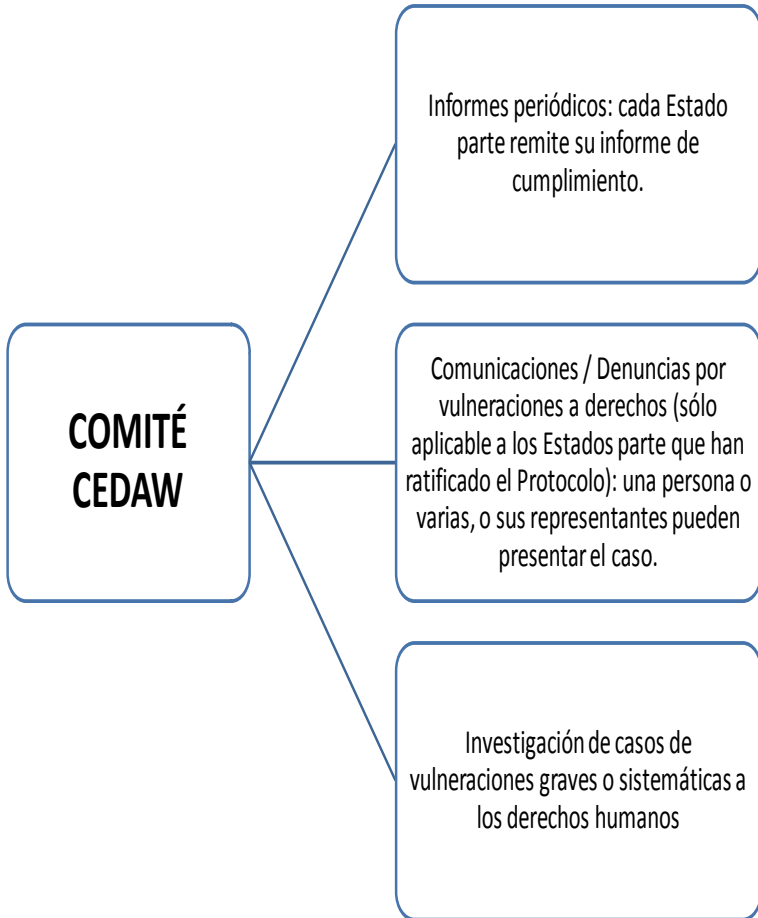 COMITÉ
CEDAW
Informes periódicos: cada Estado
parte remite su informe de
cumplimiento.
Comunicaciones / Denuncias por
vulneraciones a derechos (sólo
aplicable a los Estados parte que han
ratificado el Protocolo): una persona o
varias, o sus representantes pueden
presentar el caso.
Investigación de casos de
vulneraciones graves o sistemáticas a
los derechos humanos